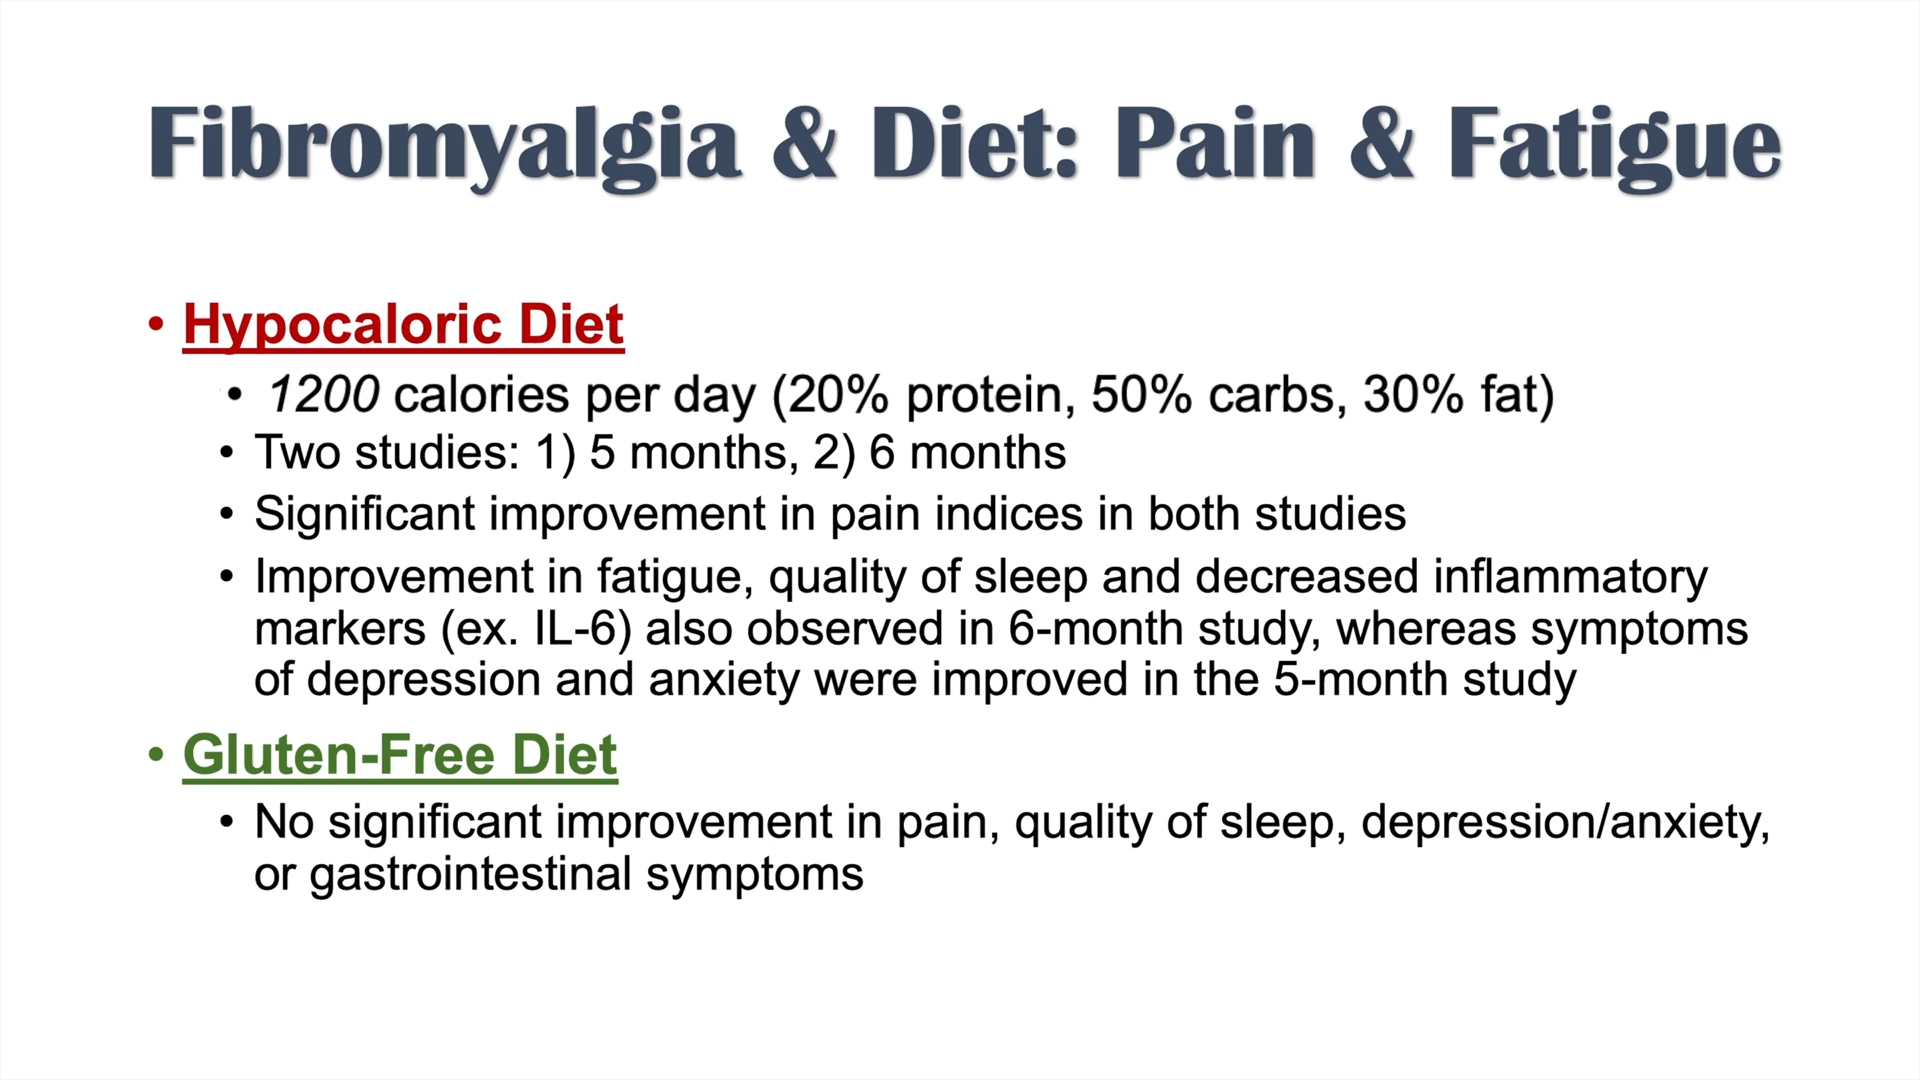 Fibromyalgia & Diet: Pain & Fatigue
• Hypocaloric Diet
• 1200 calories per day (20% protein, 50% carbs, 30% fat)
• Two studies: 1) 5 months, 2) 6 months
• Significant improvement in pain indices in both studies
• Improvement in fatigue, quality of sleep and decreased inflammatory
markers (ex. IL-6) also observed in 6-month study, whereas symptoms
of depression and anxiety were improved in the 5-month study
• Gluten-Free Diet
• No significant improvement in pain, quality of sleep, depression/anxiety,
or gastrointestinal symptoms